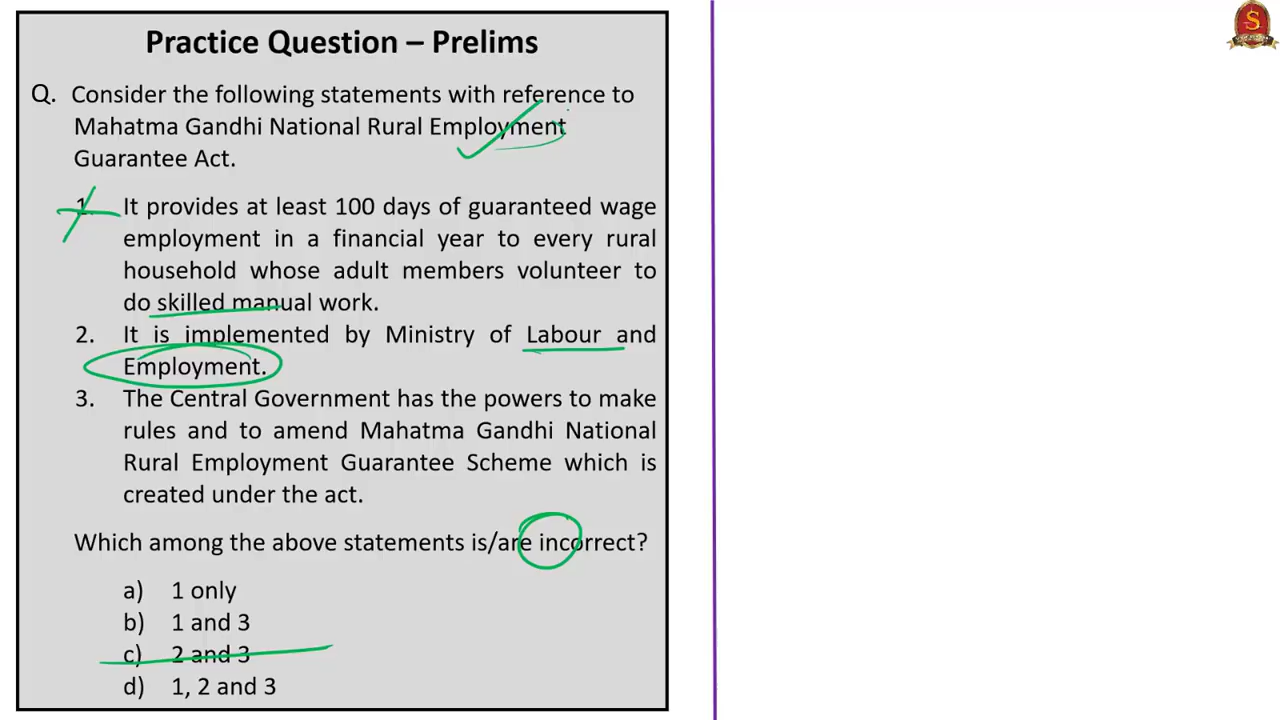 Practice Question – Prelims
Q. Consider the following statements with reference to
Mahatma Gandhi National Rural Employment
Guarantee Act.
1. It provides at least 100 days of guaranteed wage
employment in a financial year to every rural
household whose adult members volunteer to
do skilled manual work.
2. It is implemented by Ministry of Labour and
Employment.
3. The Central Government has the powers to make
rules and to amend Mahatma Gandhi National
Rural Employment Guarantee Scheme which is
created under the act.
Which among the above statements is/are incorrect?
a) 1 only
b) 1 and 3
c) 2 and 3
d) 1, 2 and 3
S